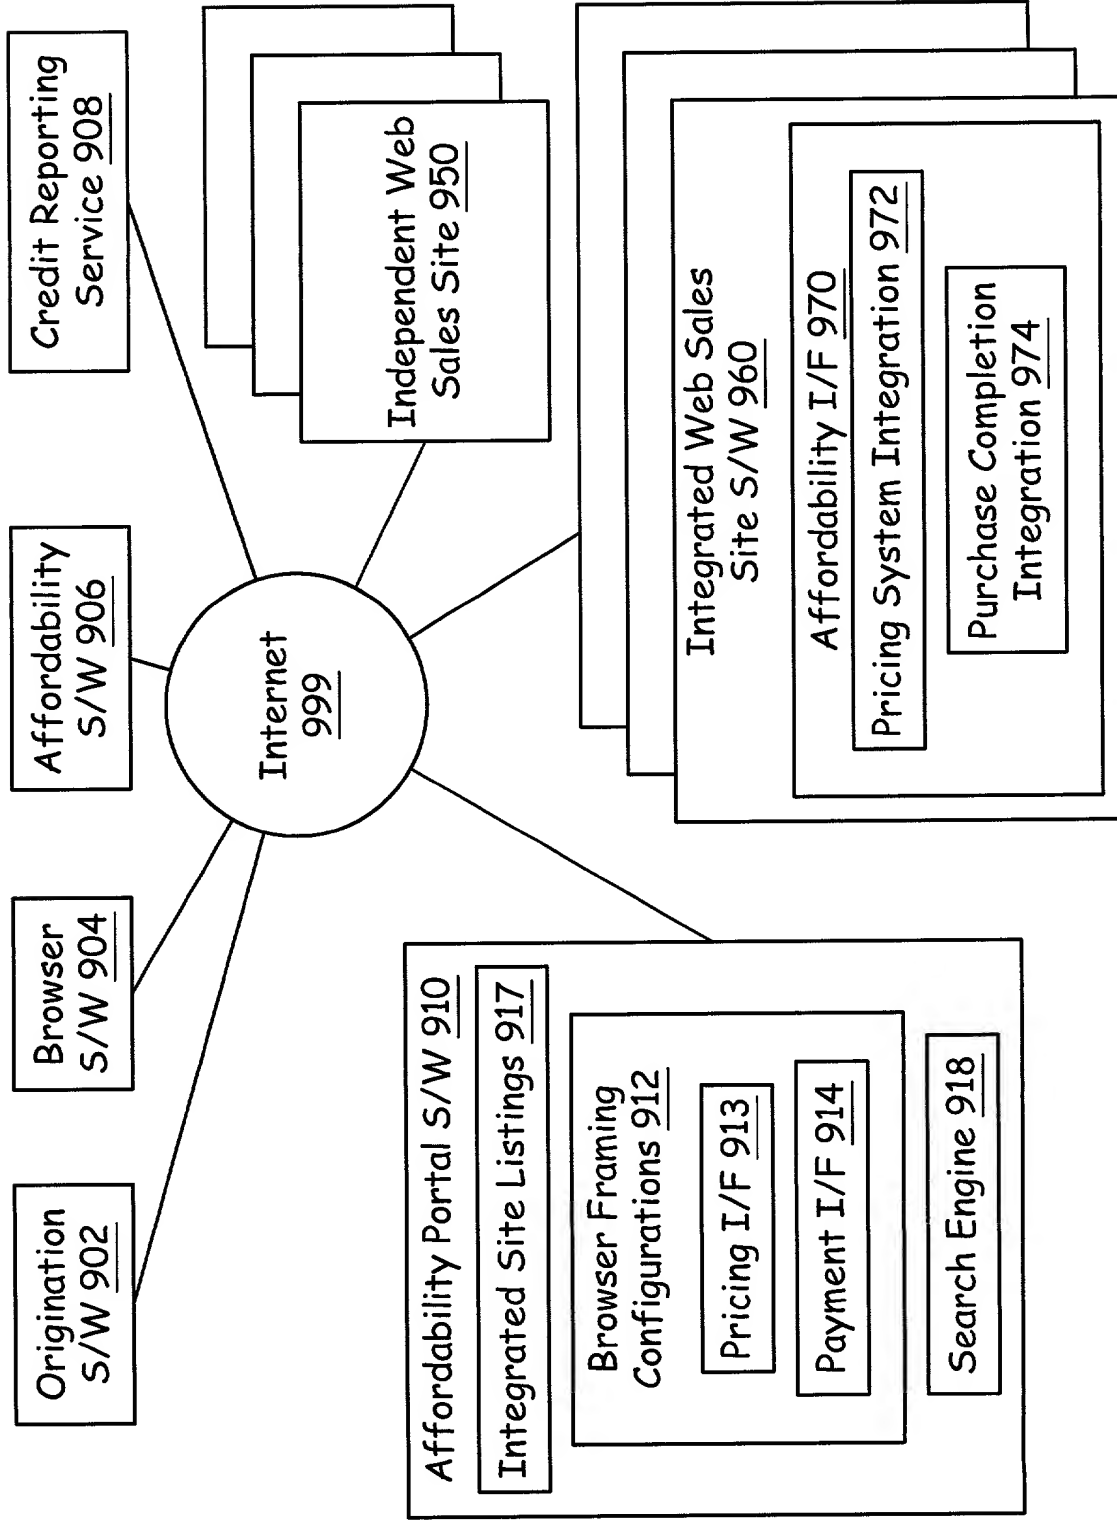 Origination
S/W 902
Browser
S/W 904
Affordability
S/W 906
Credit Reporting
Service 908
Internet
999
Independent Web
Sales Site 950
Affordability Portal S/W 910
Integrated Site Listings 917
Browser Framing
Configurations 912
Pricing I/F 913
Payment I/F 914
Search Engine 918
Integrated Web Sales
Site S/W 960
Affordability I/F 970
Pricing System Integration 972
Purchase Completion
Integration 974